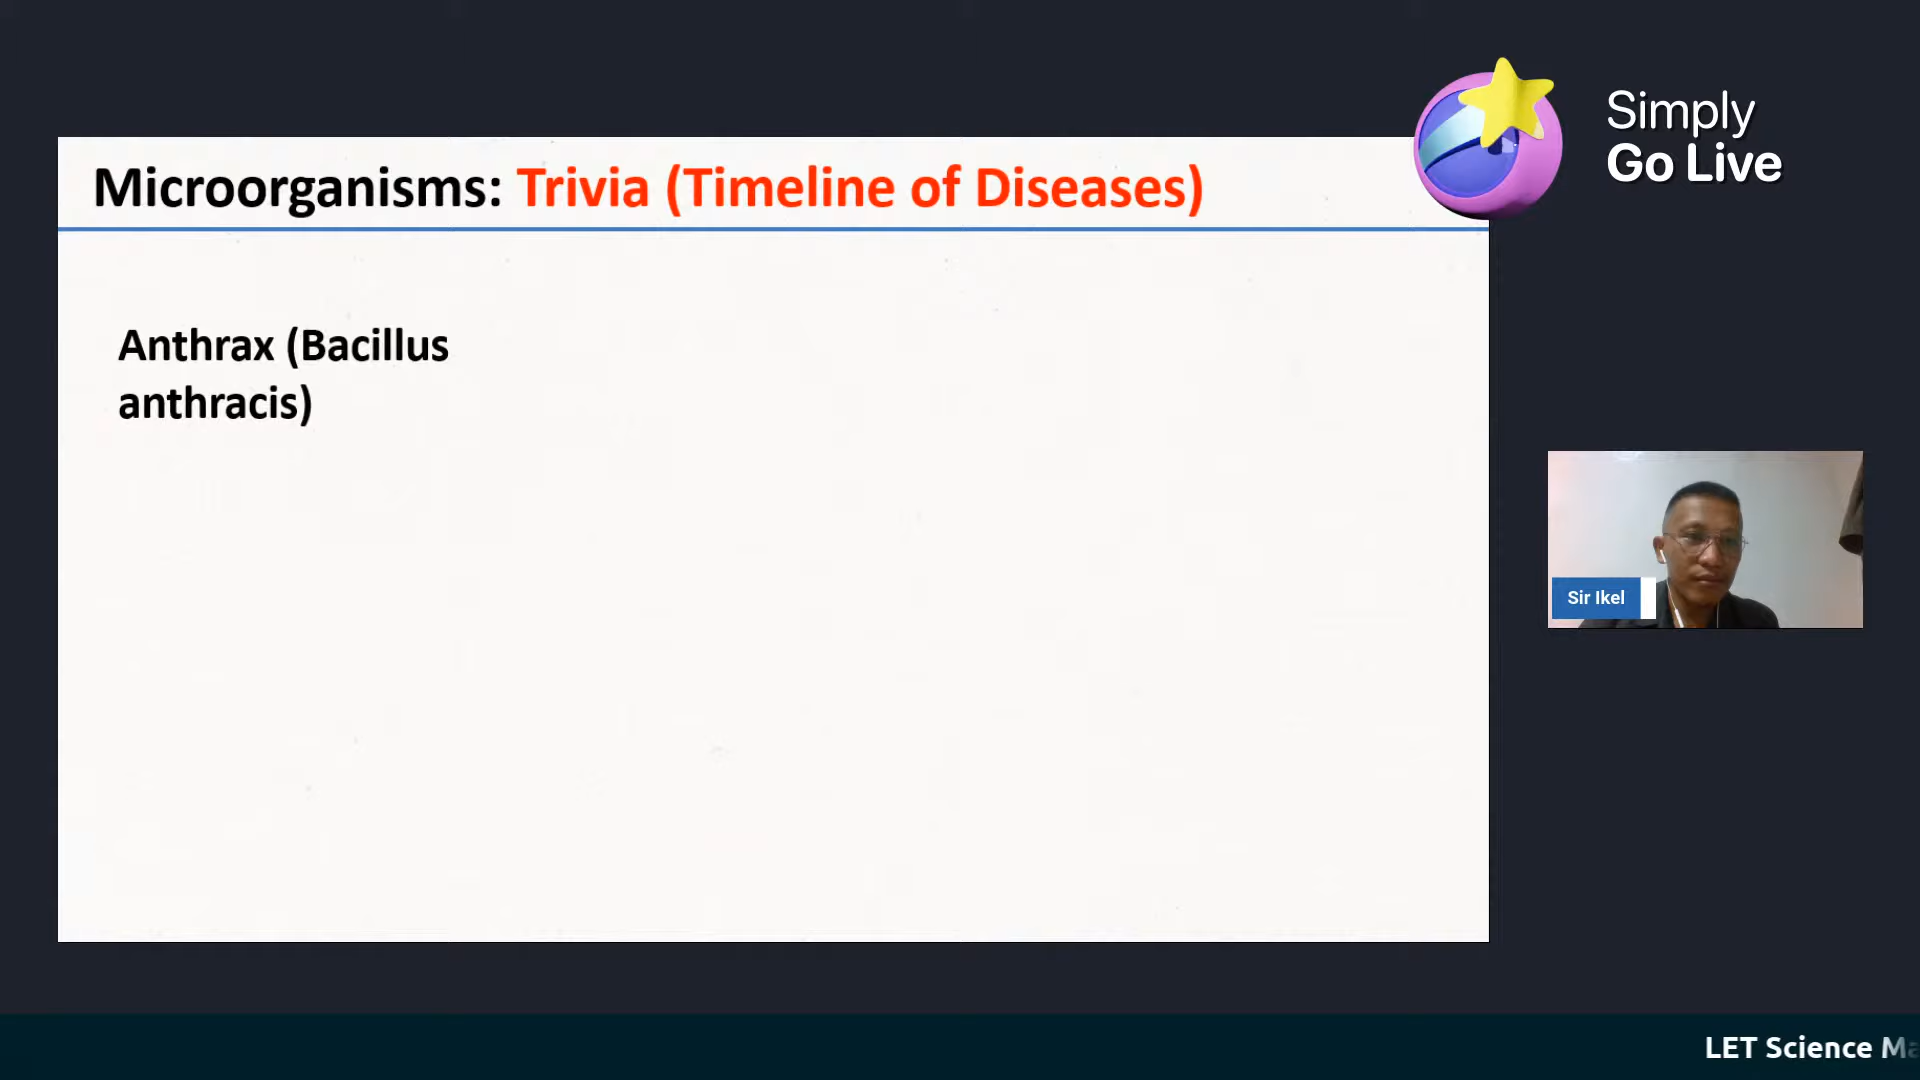 Simply
Go Live
Microorganisms: Trivia (Timeline of Diseases)
Anthrax (Bacillus
anthracis)
Sir Ikel
LET Science